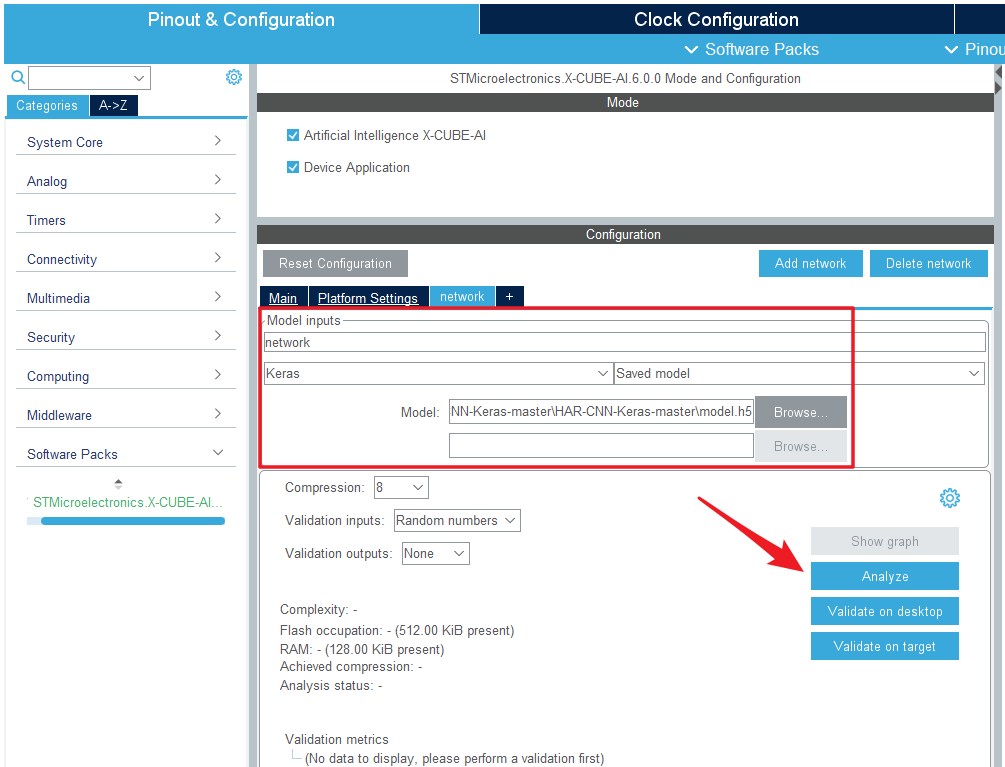 Pinout & Configuration
Clock Configuration
Software Packs
Pinou
STMicroelectronics.X-CUBE-AI.6.0.0 Mode and Configuration
Categories
A->Z
Mode
System Core
Analog
Timers
Connectivity
Multimedia
Security
Computing
Middleware
Software Packs
STMicroelectronics.X-CUBE-AI...
Artificial Intelligence X-CUBE-AI
Device Application
Configuration
Reset Configuration
Add network
Delete network
Main
Platform Settings
network
+
Model inputs
network
Keras
Saved model
Model:
NN-Keras-master\HAR-CNN-Keras-master\model.h5
Browse...
Browse...
Compression:
8
Validation inputs:
Random numbers
Validation outputs:
None
Show graph
Analyze
Validate on desktop
Validate on target
Complexity: -
Flash occupation: - (512.00 KiB present)
RAM: - (128.00 KiB present)
Achieved compression: -
Analysis status: -
Validation metrics
(No data to display, please perform a validation first)